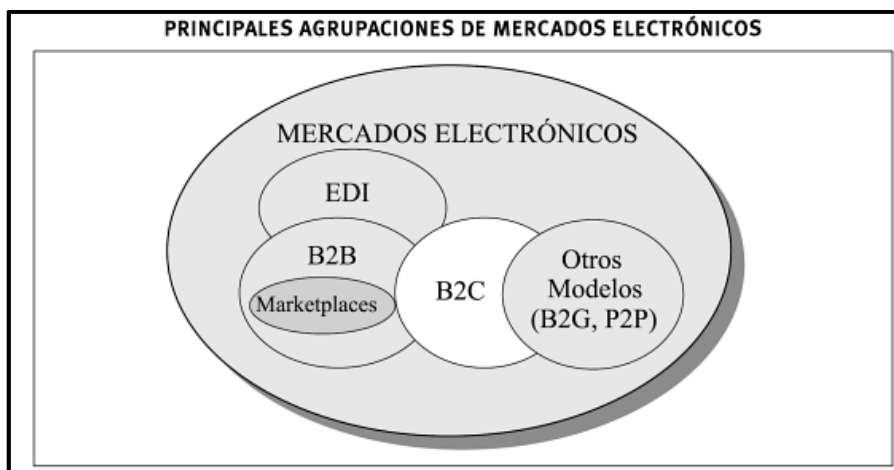 PRINCIPALES AGRUPACIONES DE MERCADOS ELECTRÓNICOS
MERCADOS ELECTRÓNICOS
EDI
B2B
Marketplaces
B2C
Otros
Modelos
(B2G, P2P)